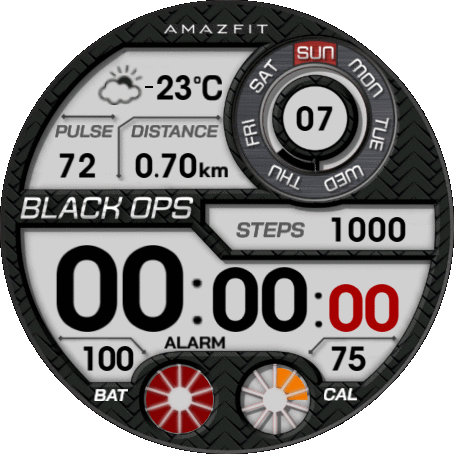 AMAZFIT
-23°C
SUN
MON
TUE
WED
THU
FRI
SAT
07
PULSE DISTANCE
72 0.70km
BLACK OPS
STEPS 1000
00:00:00
ALARM
100 75
BAT CAL